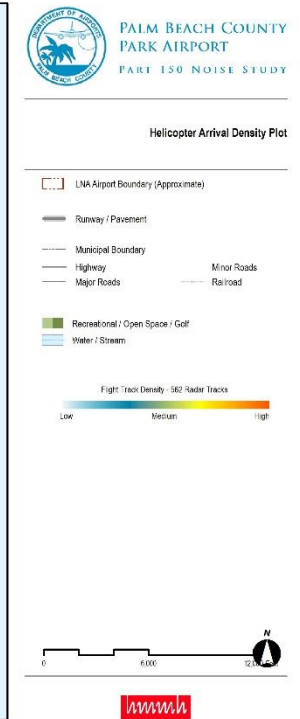 DEPARTMENT OF AIRPORTS
PALM BEACH COUNTY
PALM BEACH COUNTY
PARK AIRPORT
PART 150 NOISE STUDY
Helicopter Arrival Density Plot
LNA Airport Boundary (Approximate)
Runway / Pavement
Municipal Boundary
Highway Minor Roads
Major Roads Railroad
Recreational / Open Space / Golf
Water / Stream
Flight Track Density - 562 Radar Tracks
Low Medium High
N
0 6,000
hmmh